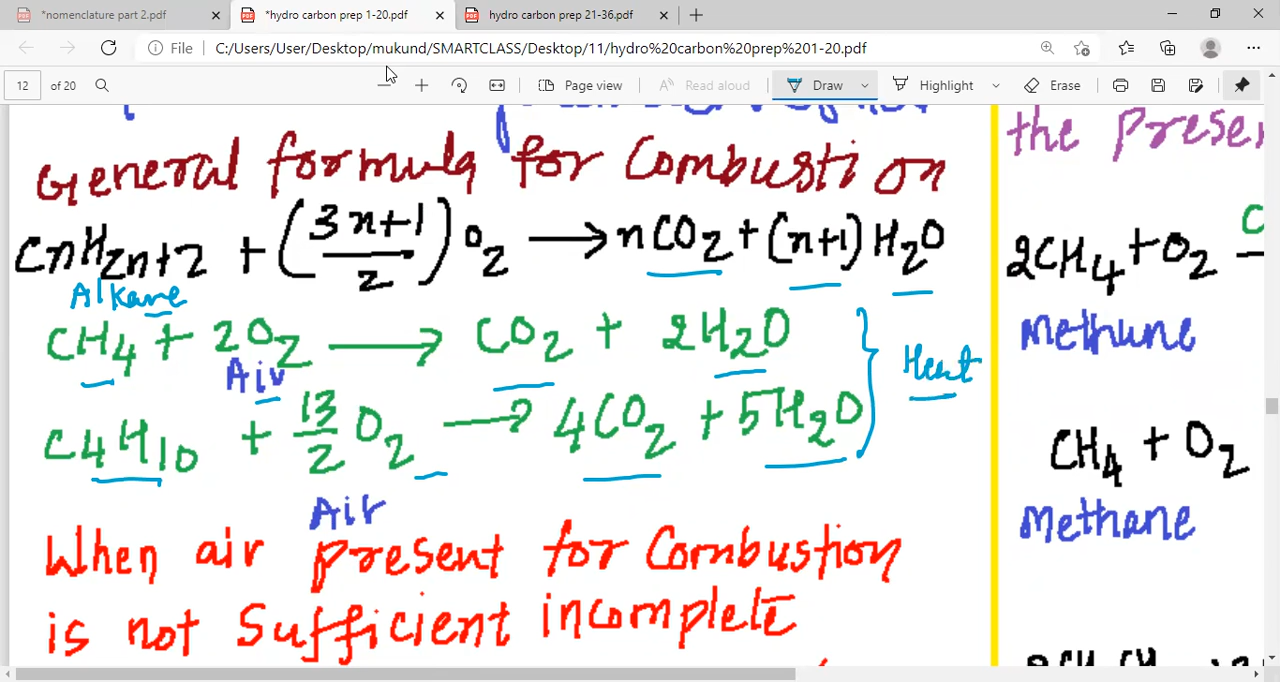 *nomenclature part 2.pdf
*hydro carbon prep 1-20.pdf
hydro carbon prep 21-36.pdf
File
C:/Users/User/Desktop/mukund/SMARTCLASS/Desktop/11/hydro%20carbon%20prep%201-20.pdf
12 of 20
Page view
Read aloud
Draw
Highlight
Erase
General formula for Combustion
CnH2n+2 + (3n+1/2) O2 → nCO2 + (n+1) H2O
Alkane
CH4 + 2O2 → CO2 + 2H2O
Air
Heat
C4H10 + 13/2 O2 → 4CO2 + 5H2O
Air
When air present for Combustion
is not Sufficient incomplete
the
2CH4 + O2
Methune
CH4 + O2
Methane